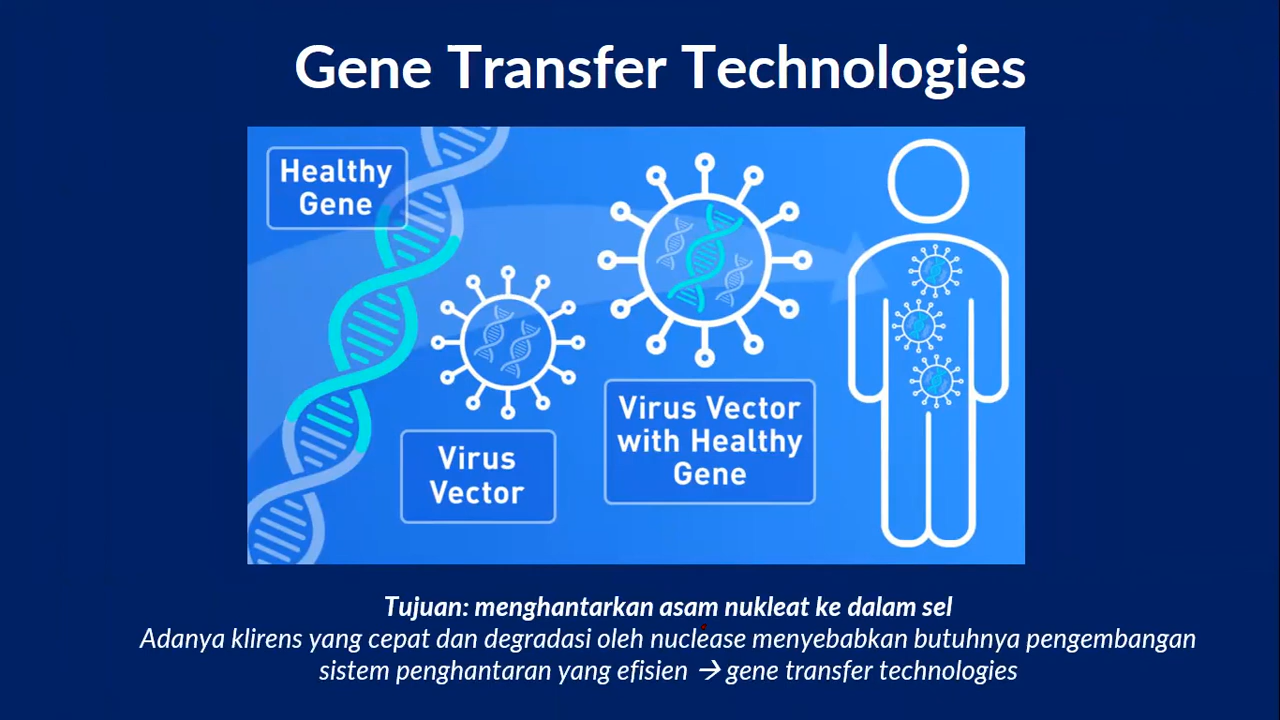 Gene Transfer Technologies
Healthy
Gene
Virus
Vector
Virus Vector
with Healthy
Gene
Tujuan: menghantarkan asam nukleat ke dalam sel
Adanya klirens yang cepat dan degradasi oleh nuclease menyebabkan butuhnya pengembangan
sistem penghantaran yang efisien → gene transfer technologies